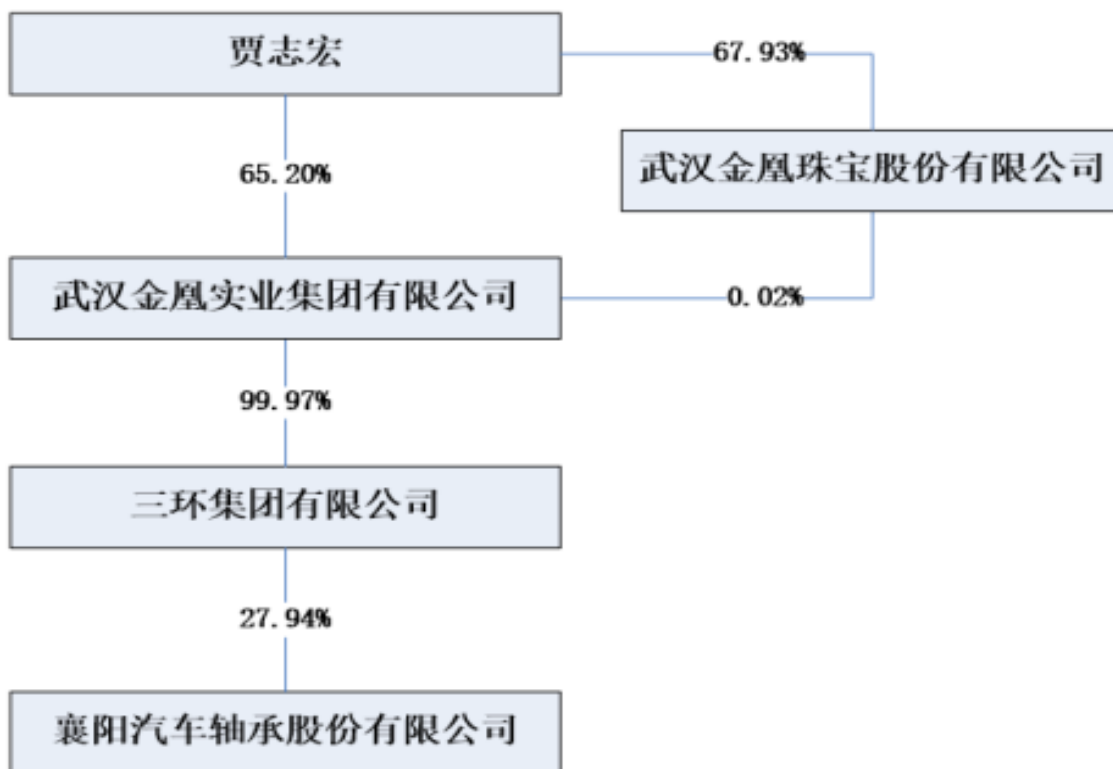 贾志宏
67.93%
65.20%
武汉金凰珠宝股份有限公司
武汉金凰实业集团有限公司
0.02%
99.97%
三环集团有限公司
27.94%
襄阳汽车轴承股份有限公司